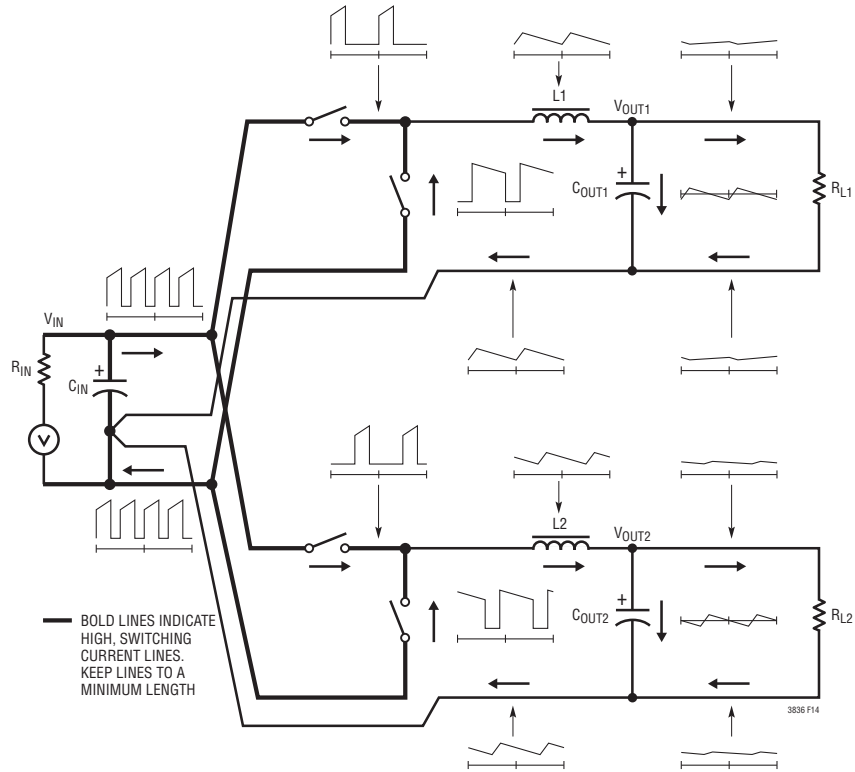 L1
VOUT1
+
COUT1
RL1
VIN
RIN
+
CIN
V
L2
VOUT2
+
COUT2
RL2
BOLD LINES INDICATE
HIGH, SWITCHING
CURRENT LINES.
KEEP LINES TO A
MINIMUM LENGTH
3836 F14